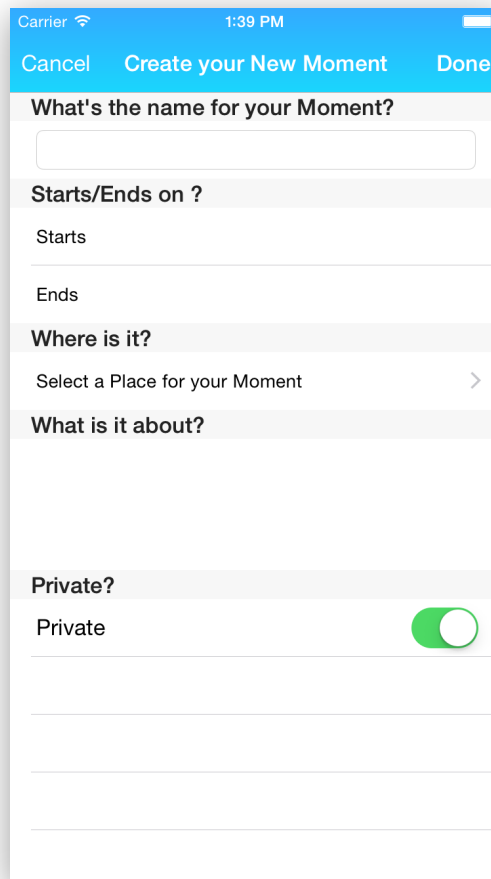 Carrier 1:39 PM
Cancel Create your New Moment Done
What's the name for your Moment?
Starts/Ends on ?
Starts
Ends
Where is it?
Select a Place for your Moment
What is it about?
Private?
Private